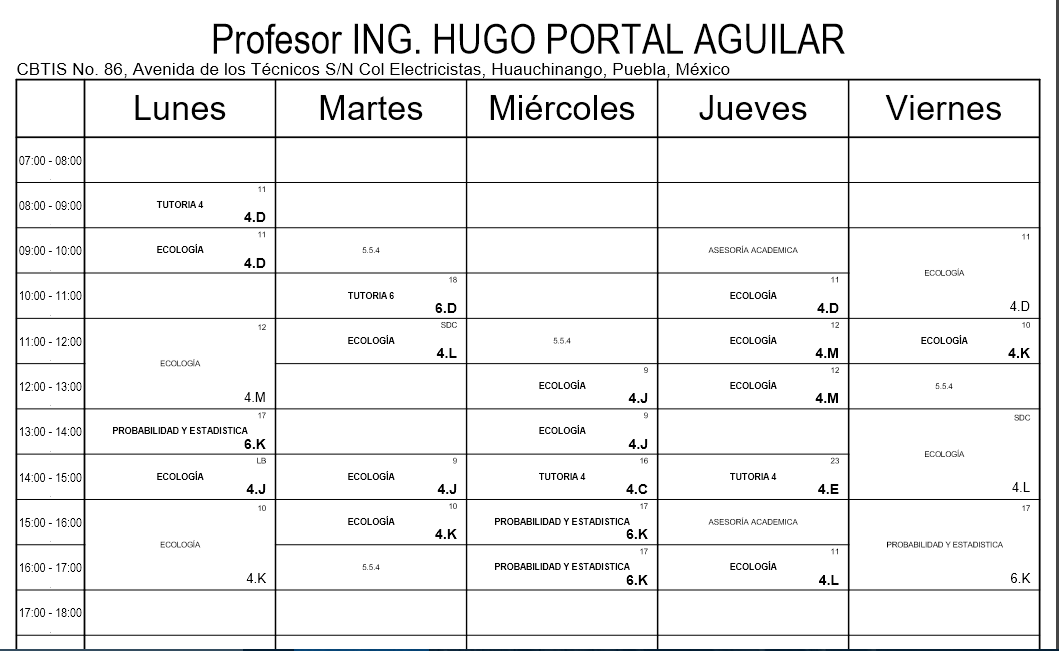 Profesor ING. HUGO PORTAL AGUILAR
CBTIS No. 86, Avenida de los Técnicos S/N Col Electricistas, Huauchinango, Puebla, México
Lunes Martes Miércoles Jueves Viernes
07:00 - 08:00
11
08:00 - 09:00 TUTORIA 4
4.D
11 11
09:00 - 10:00 ECOLOGÍA 5.5.4 ASESORÍA ACADEMICA
4.D
ECOLOGÍA
18 11
10:00 - 11:00 TUTORIA 6 ECOLOGÍA
6.D 4.D 4.D
12 SDC 12 10
11:00 - 12:00 ECOLOGÍA 5.5.4 ECOLOGÍA ECOLOGÍA
4.L 4.M 4.K
ECOLOGÍA
9 12
12:00 - 13:00 ECOLOGÍA ECOLOGÍA 5.5.4
4.M 4.J 4.M
17 9 SDC
13:00 - 14:00 PROBABILIDAD Y ESTADISTICA ECOLOGÍA
6.K 4.J
ECOLOGÍA
LB 9 16 23
14:00 - 15:00 ECOLOGÍA ECOLOGÍA TUTORIA 4 TUTORIA 4
4.J 4.J 4.C 4.E 4.L
10 10 17 17
15:00 - 16:00 ECOLOGÍA PROBABILIDAD Y ESTADISTICA ASESORÍA ACADEMICA
4.K 6.K
ECOLOGÍA PROBABILIDAD Y ESTADISTICA
17 11
16:00 - 17:00 5.5.4 PROBABILIDAD Y ESTADISTICA ECOLOGÍA
4.K 6.K 4.L 6.K
17:00 - 18:00